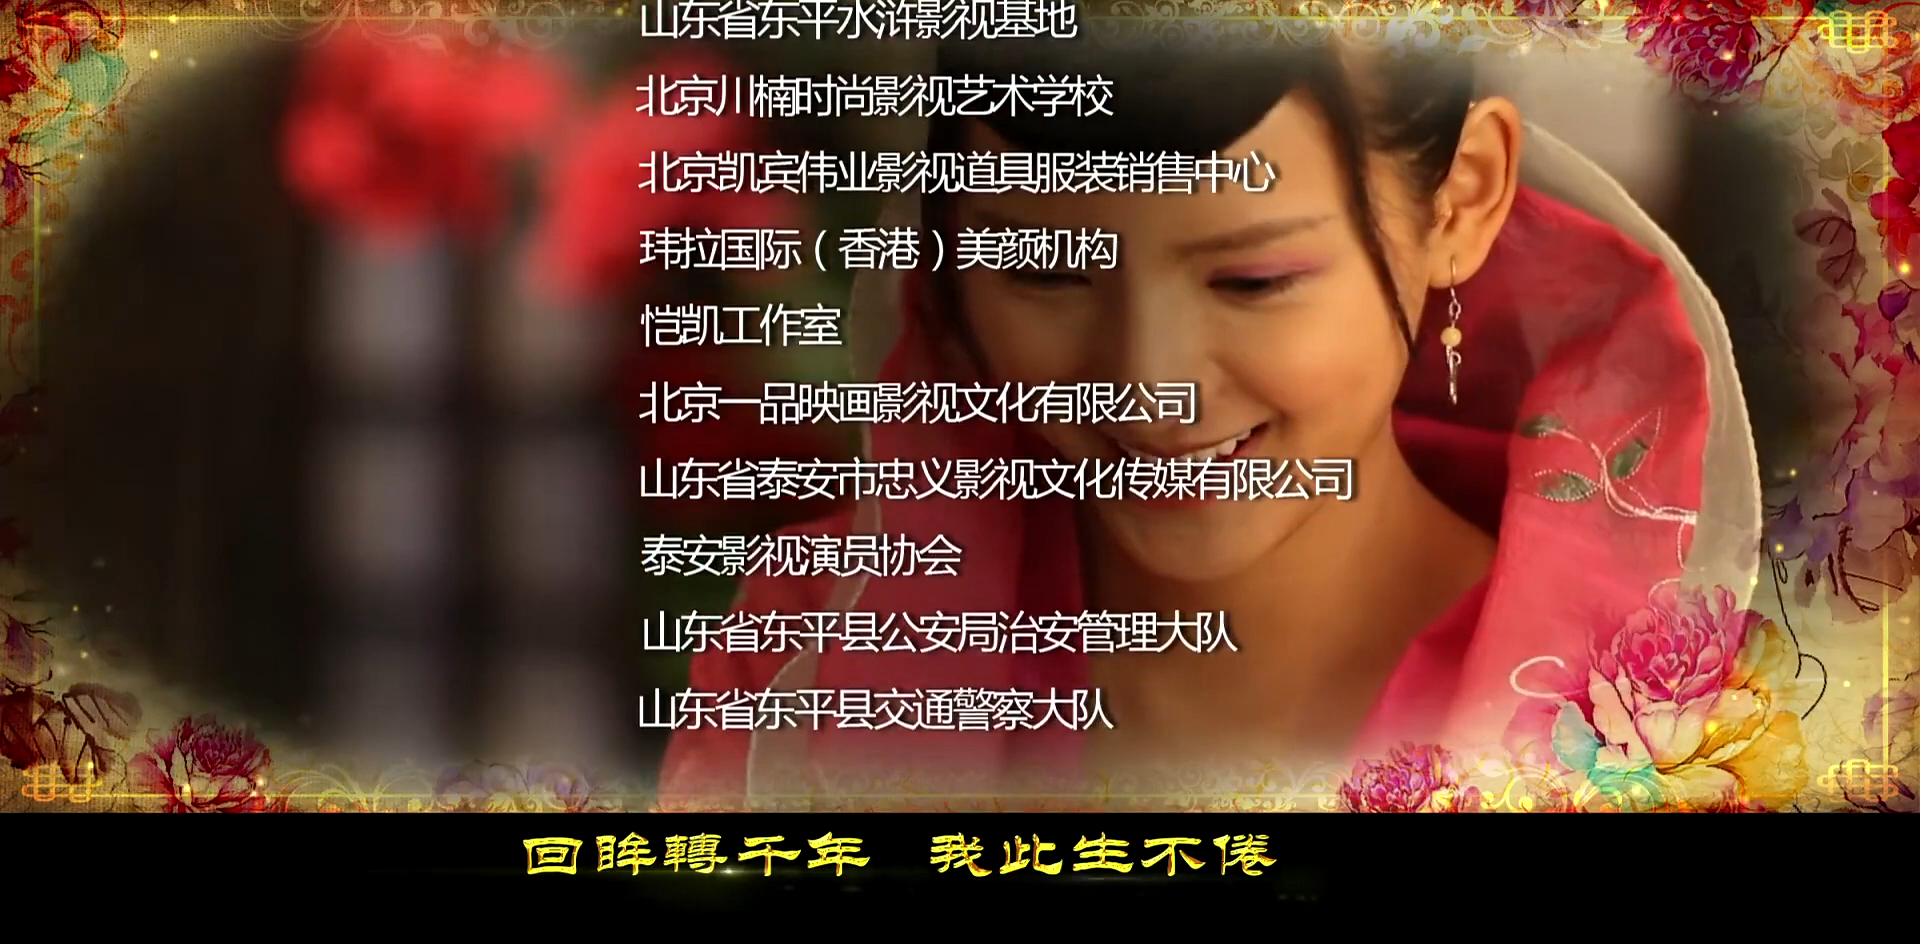 山东省东平水浒影视基地
北京川楠时尚影视艺术学校
北京凯宾伟业影视道具服装销售中心
玮拉国际（香港）美颜机构
恺凯工作室
北京一品映画影视文化有限公司
山东省泰安市忠义影视文化传媒有限公司
泰安影视演员协会
山东省东平县公安局治安管理大队
山东省东平县交通警察大队
回眸轉千年 我此生不倦